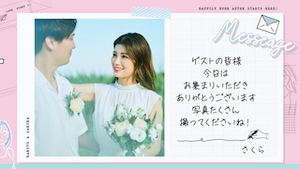 HAPPILY EVER AFTER STARTS HERE!
Message
ゲストの皆様
今日は
お集まりいただき
ありがとうございます
写真たくさん
撮ってくださいね！
さくら